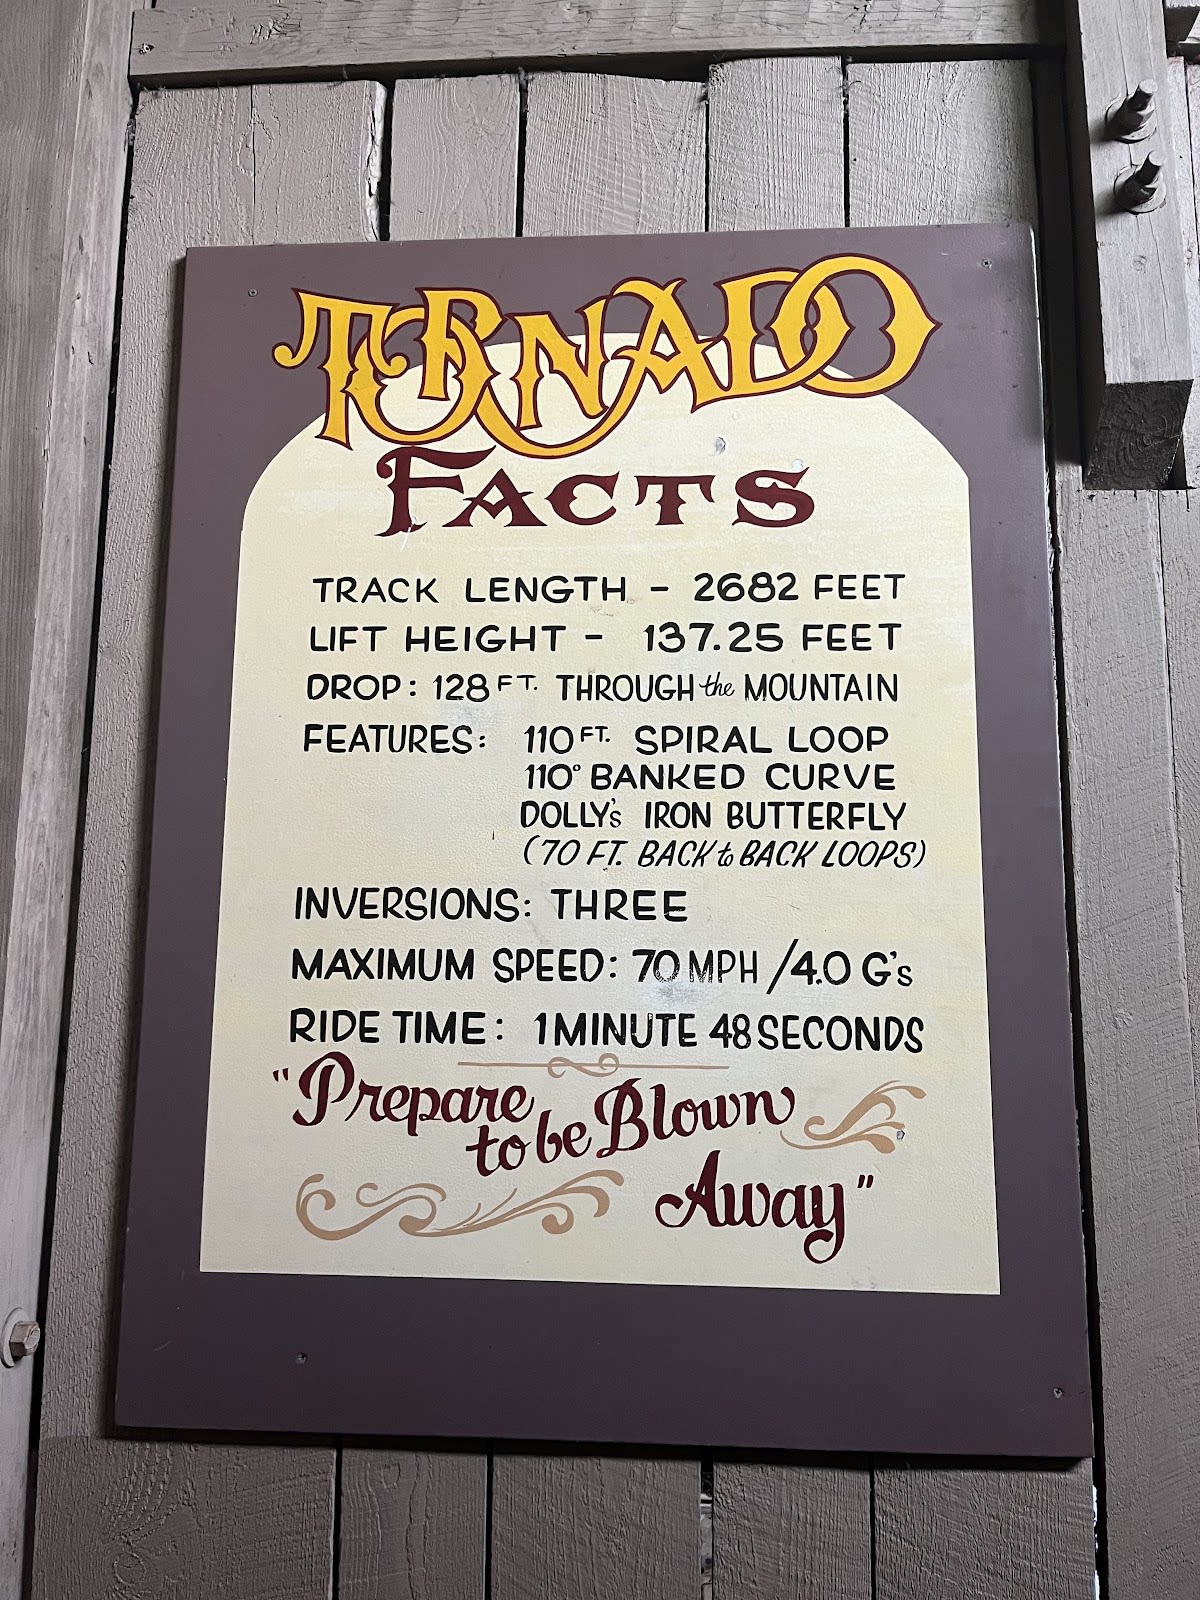 TORNADO
FACTS
TRACK LENGTH - 2682 FEET
LIFT HEIGHT - 137.25 FEET
DROP: 128 FT. THROUGH the MOUNTAIN
FEATURES: 110 FT. SPIRAL LOOP
110° BANKED CURVE
DOLLY's IRON BUTTERFLY
(70 FT. BACK to BACK LOOPS)
INVERSIONS: THREE
MAXIMUM SPEED: 70 MPH /4.0 G's
RIDE TIME: 1 MINUTE 48 SECONDS
"Prepare
to be Blown
Away"